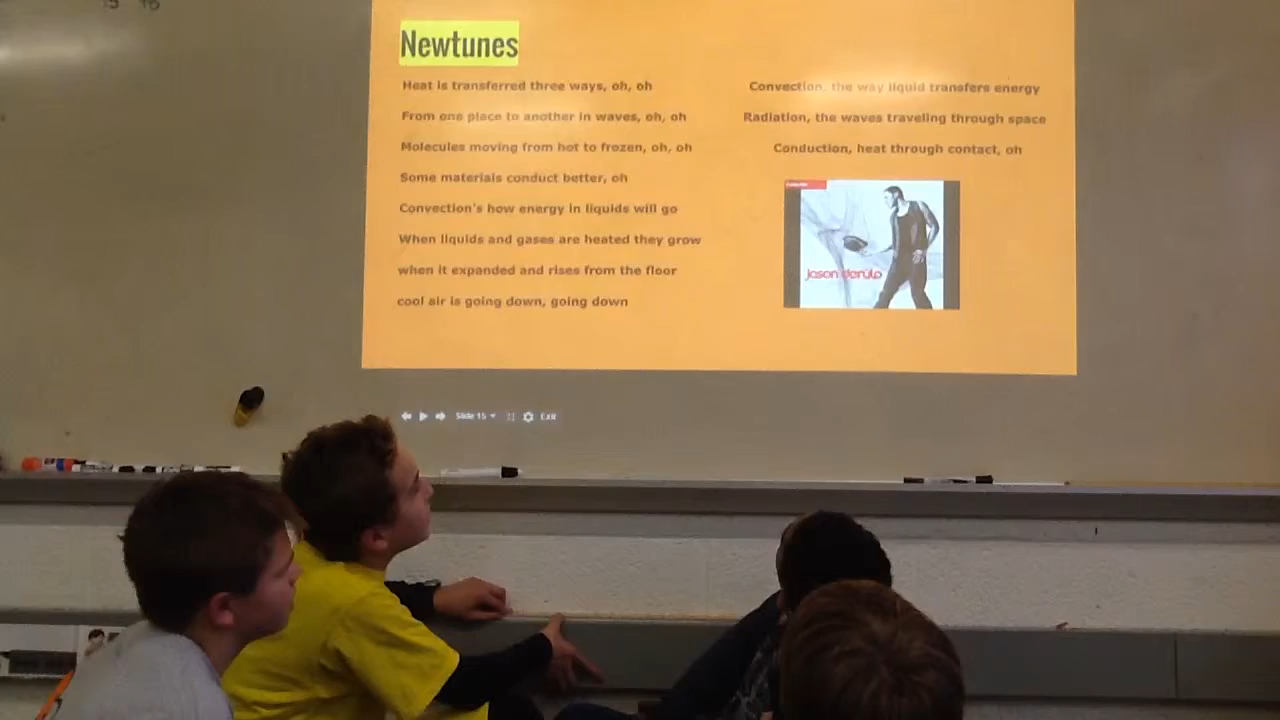 Newtunes
Heat is transferred three ways, oh, oh
From one place to another in waves, oh, oh
Molecules moving from hot to frozen, oh, oh
Some materials conduct better, oh
Convection's how energy in liquids will go
When liquids and gases are heated they grow
when it expanded and rises from the floor
cool air is going down, going down
Convection, the way liquid transfers energy
Radiation, the waves traveling through space
Conduction, heat through contact, oh
jason derulo
Slide 15
Exit